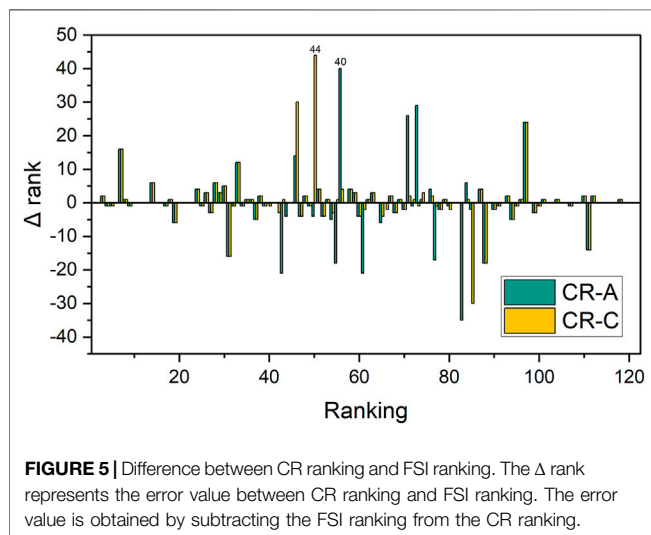 50
44
40
40
30
20
10
0
-10
-20
-30
-40
Δ rank
CR-A
CR-C
20
40
60
80
100
120
Ranking
FIGURE 5 | Difference between CR ranking and FSI ranking. The Δ rank
represents the error value between CR ranking and FSI ranking. The error
value is obtained by subtracting the FSI ranking from the CR ranking.